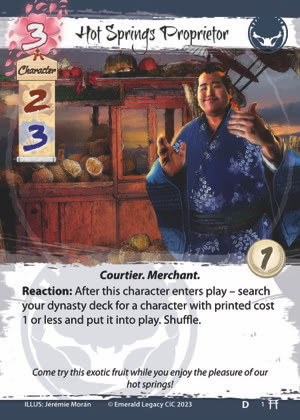 3
Hot Springs Proprietor
Character
2
3
1
Courtier. Merchant.
Reaction: After this character enters play – search
your dynasty deck for a character with printed cost
1 or less and put it into play. Shuffle.
Come try this exotic fruit while you enjoy the pleasure of our
hot springs!
ILLUS: Jérémie Morán © Emerald Legacy CIC 2023 D 1